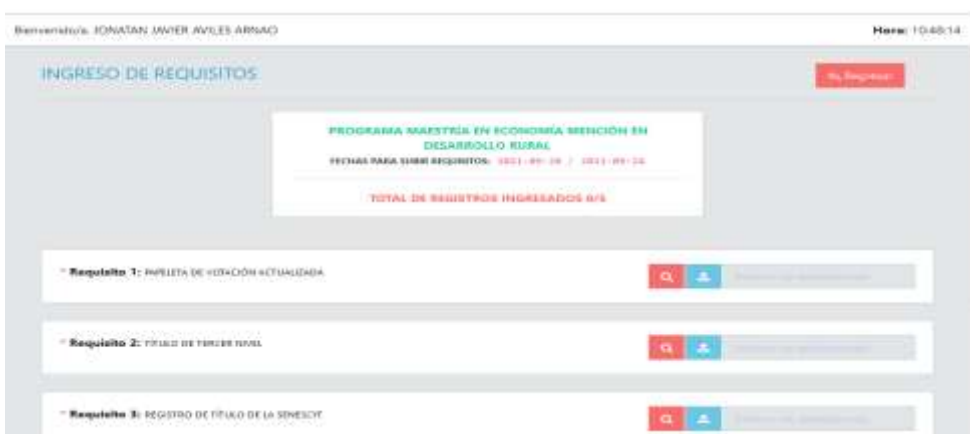 Bienvenido/a, JONATAN JAVIER AVILES ARNAO
Hora: 10:48:14
INGRESO DE REQUISITOS
Regresar
PROGRAMA MAESTRÍA EN ECONOMÍA MENCIÓN EN
DESARROLLO RURAL
FECHAS PARA SUBIR REQUISITOS:
TOTAL DE REGISTROS INGRESADOS 0/5
* Requisito 1: PAPELETA DE VOTACIÓN ACTUALIZADA
* Requisito 2: TÍTULO DE TERCER NIVEL
* Requisito 3: REGISTRO DE TÍTULO DE LA SENESCYT